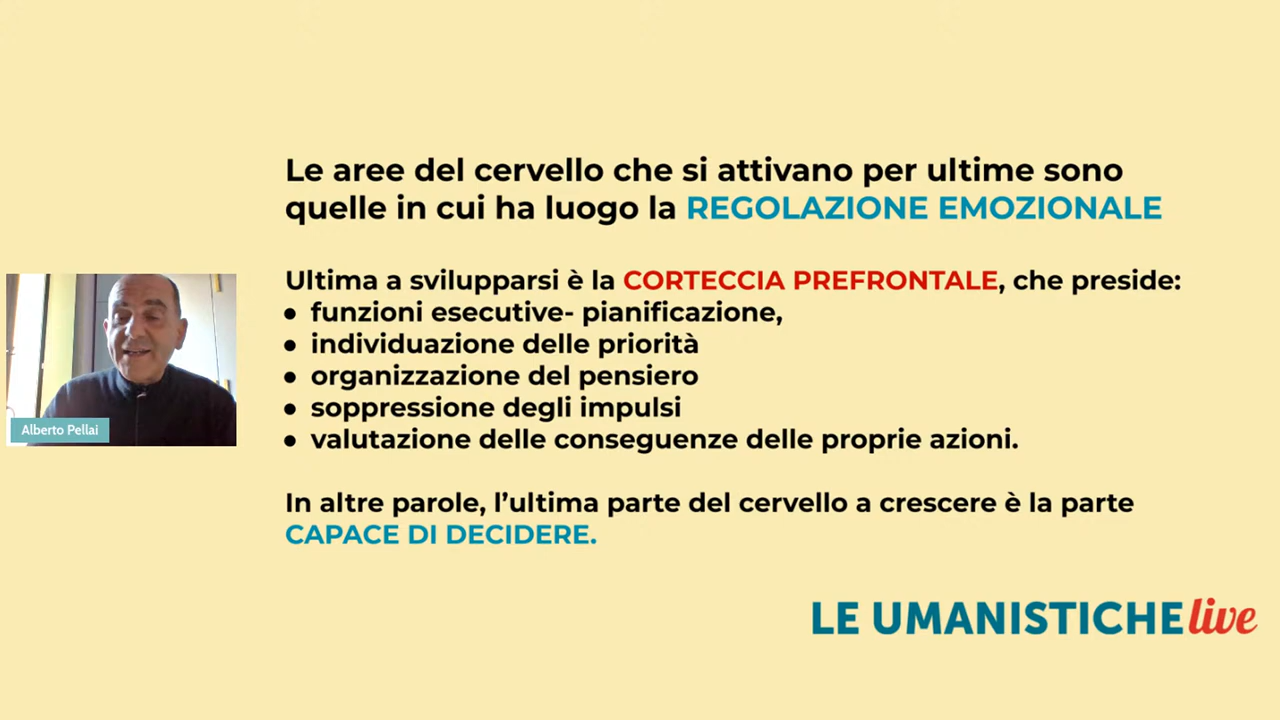 Le aree del cervello che si attivano per ultime sono
quelle in cui ha luogo la REGOLAZIONE EMOZIONALE
Ultima a svilupparsi è la CORTECCIA PREFRONTALE, che preside:
● funzioni esecutive- pianificazione,
● individuazione delle priorità
● organizzazione del pensiero
● soppressione degli impulsi
● valutazione delle conseguenze delle proprie azioni.
In altre parole, l’ultima parte del cervello a crescere è la parte
CAPACE DI DECIDERE.
Alberto Pellai
LE UMANISTICHE live